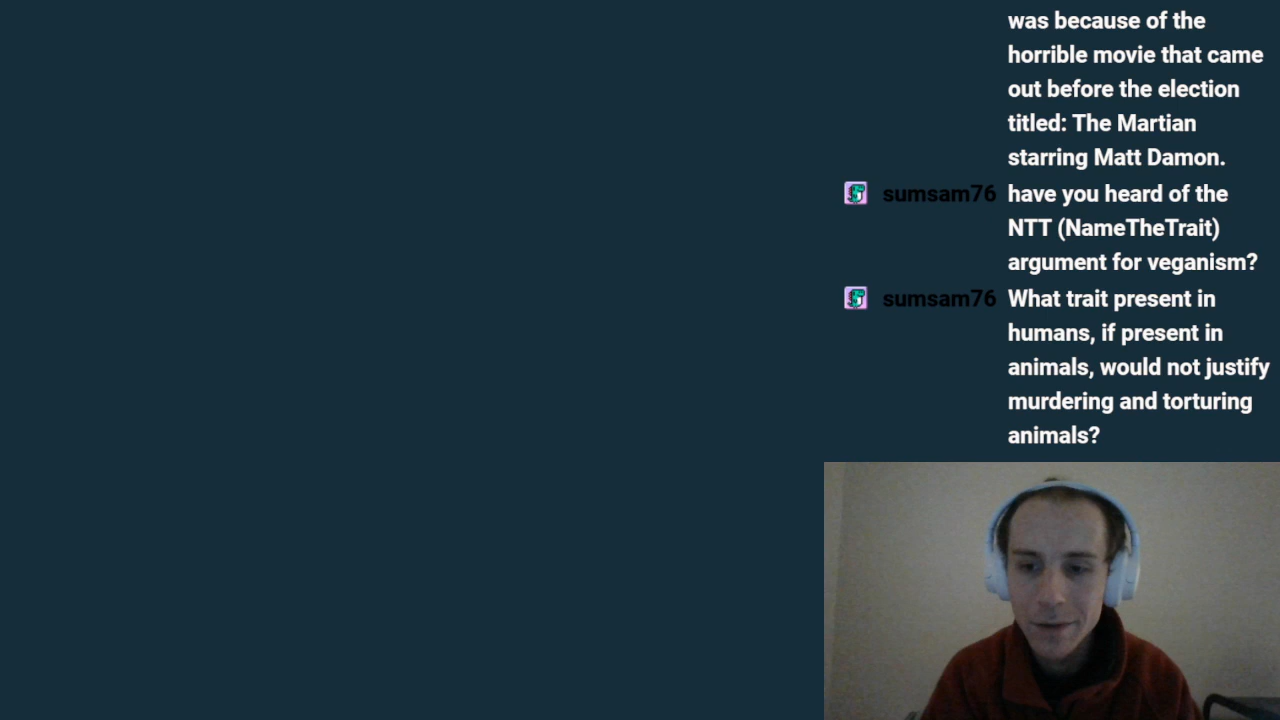 was because of the
horrible movie that came
out before the election
titled: The Martian
starring Matt Damon.
sumsam76 have you heard of the
NTT (NameTheTrait)
argument for veganism?
sumsam76 What trait present in
humans, if present in
animals, would not justify
murdering and torturing
animals?